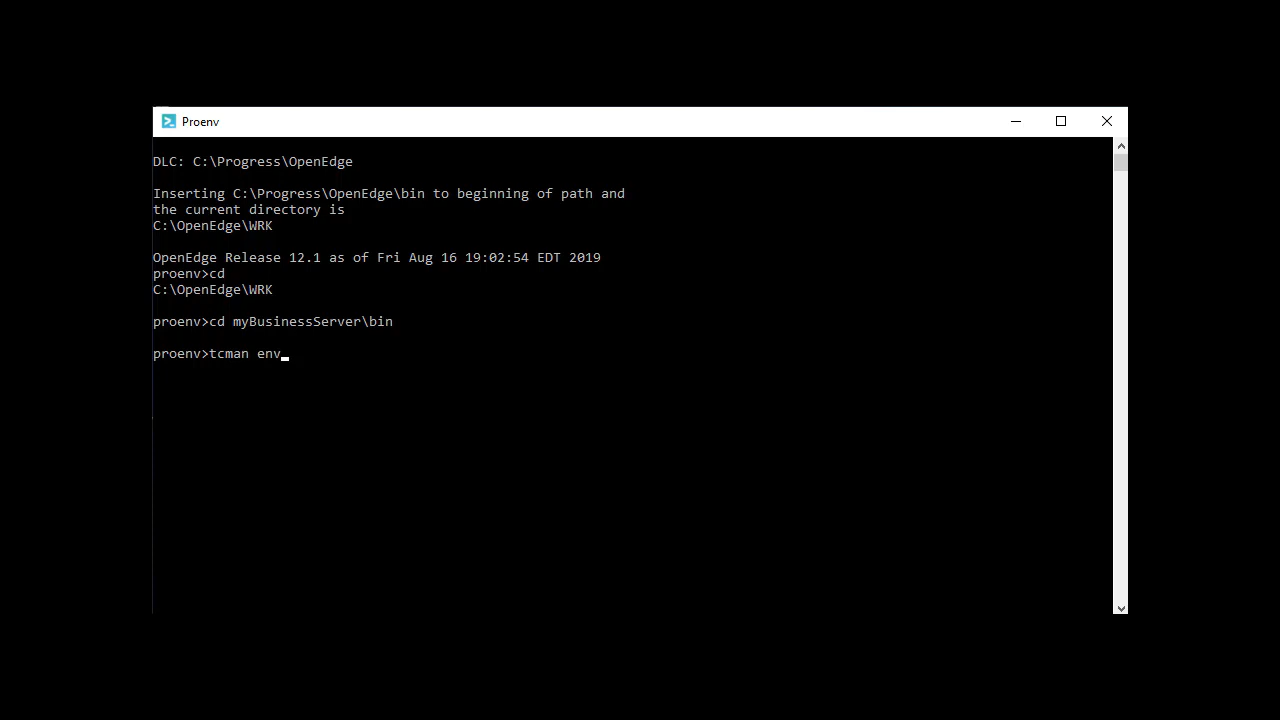 Proenv
DLC: C:\Progress\OpenEdge
Inserting C:\Progress\OpenEdge\bin to beginning of path and
the current directory is
C:\OpenEdge\WRK
OpenEdge Release 12.1 as of Fri Aug 16 19:02:54 EDT 2019
proenv>cd
C:\OpenEdge\WRK
proenv>cd myBusinessServer\bin
proenv>tcman env